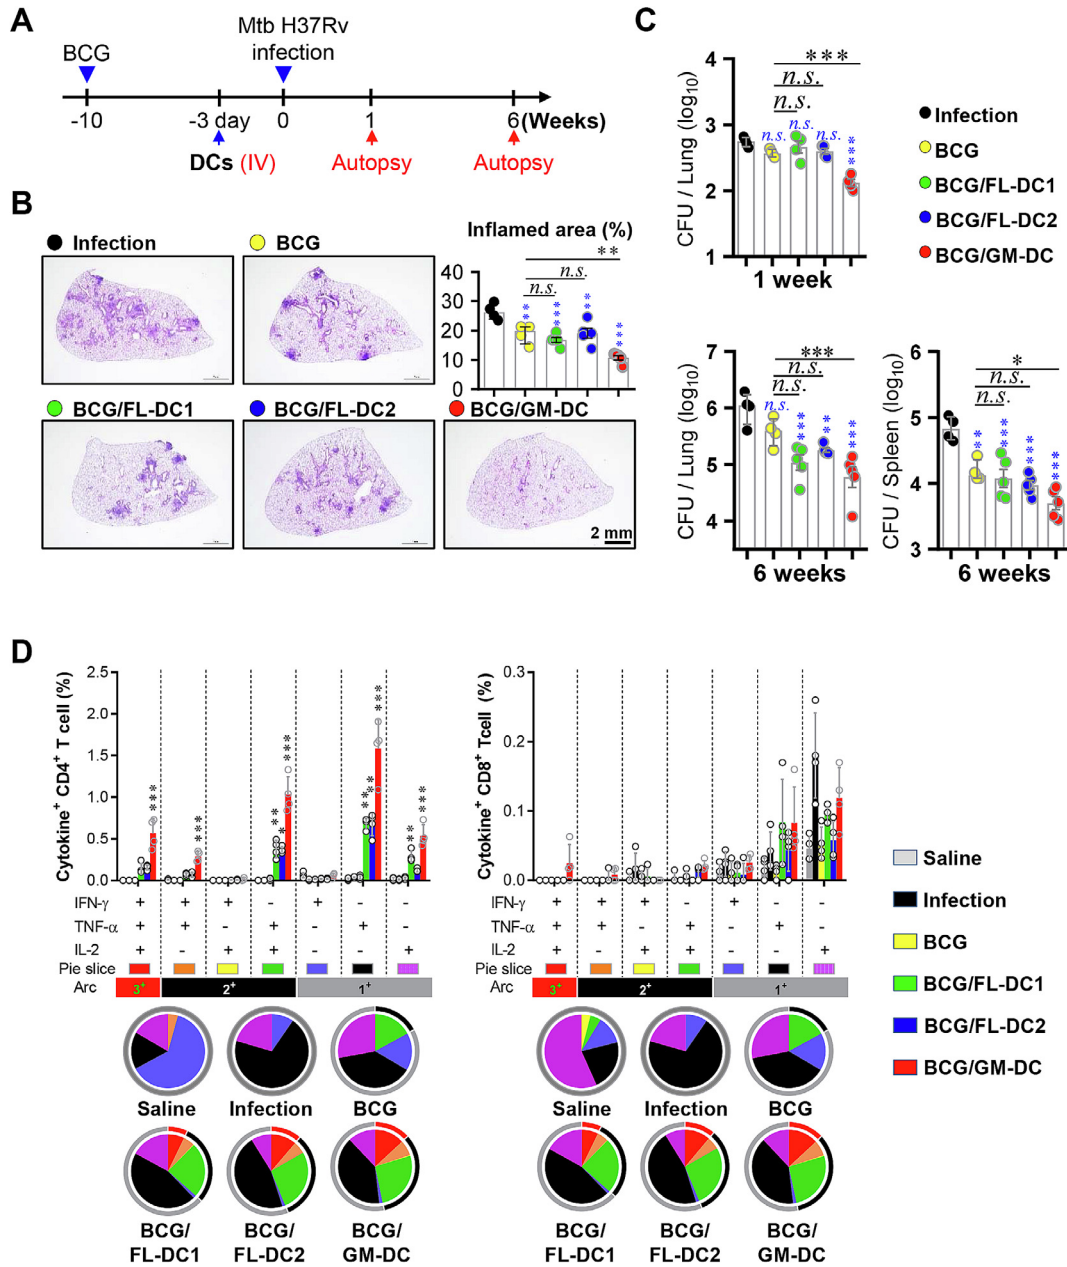 A
Mtb H37Rv
BCG
infection
-10
-3 day
0
1
6
(Weeks)
DCs (IV)
Autopsy
Autopsy
B
Infection
BCG
Inflamed area (%)
40
30
20
10
0
**
n.s.
n.s.
**
***
**
***
BCG/FL-DC1
BCG/FL-DC2
BCG/GM-DC
2 mm
C
CFU / Lung (log10)
4
3
2
1
***
n.s.
n.s.
n.s.
n.s.
n.s.
***
1 week
Infection
BCG
BCG/FL-DC1
BCG/FL-DC2
BCG/GM-DC
CFU / Lung (log10)
7
6
5
4
***
n.s.
n.s.
n.s.
***
**
***
6 weeks
CFU / Spleen (log10)
6
5
4
3
*
n.s.
n.s.
**
***
***
***
6 weeks
D
Cytokine+ CD4+ T cell (%)
2.5
2.0
1.5
1.0
0.5
0.0
***
***
**
*
***
**
**
***
**
***
IFN-γ + + - - + - -
TNF-α + + - + - + -
IL-2 + - + + - - +
Pie slice
Arc 3+ 2+ 1+
Saline
Infection
BCG
BCG/
FL-DC1
BCG/
FL-DC2
BCG/
GM-DC
Cytokine+ CD8+ Tcell (%)
0.3
0.2
0.1
0.0
IFN-γ + + - - + - -
TNF-α + + - + - + -
IL-2 + - + + - - +
Pie slice
Arc 3+ 2+ 1+
Saline
Infection
BCG
BCG/
FL-DC1
BCG/
FL-DC2
BCG/
GM-DC
Saline
Infection
BCG
BCG/FL-DC1
BCG/FL-DC2
BCG/GM-DC